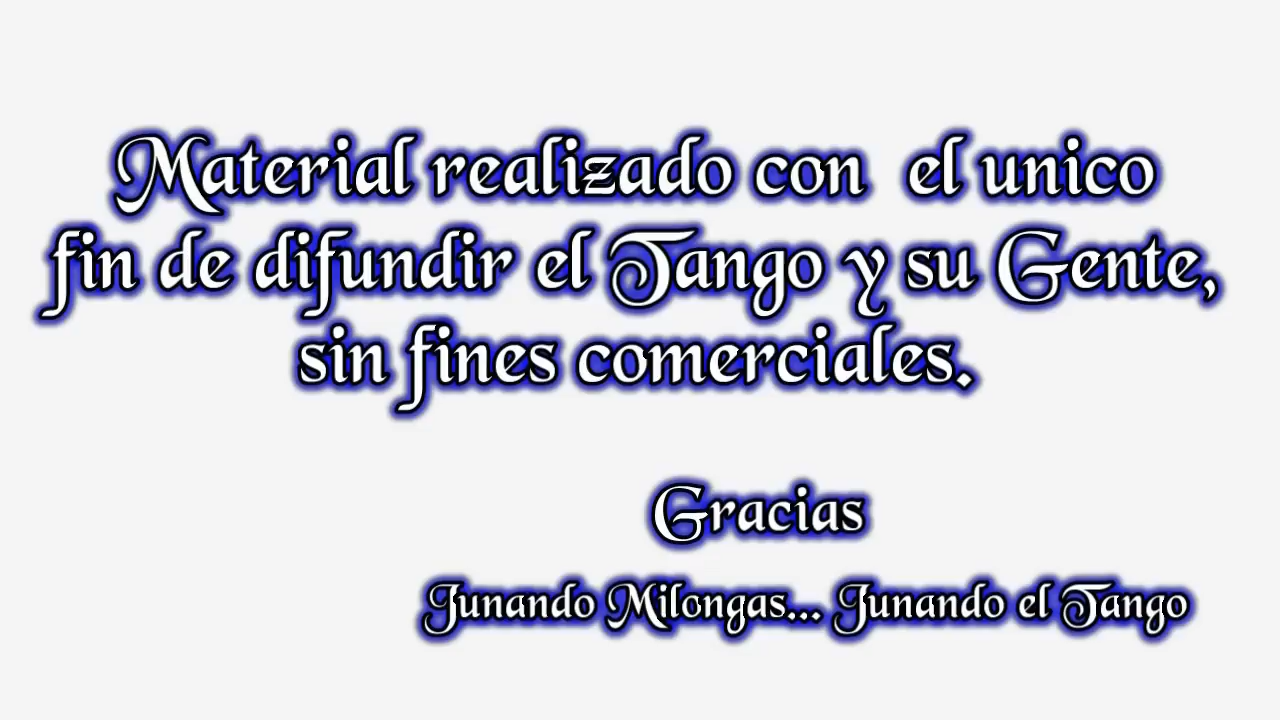 Material realizado con el unico
fin de difundir el Tango y su Gente,
sin fines comerciales.
Gracias
Junando Milongas... Junando el Tango